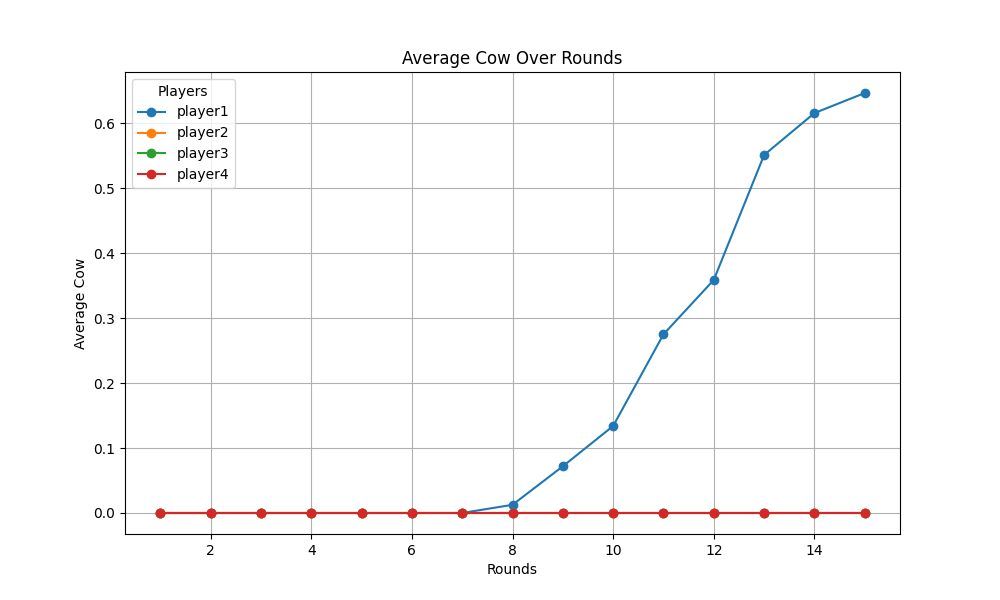 Average Cow Over Rounds
Players
player1
player2
player3
player4
0.6
0.5
0.4
0.3
0.2
0.1
0.0
Average Cow
2 4 6 8 10 12 14
Rounds